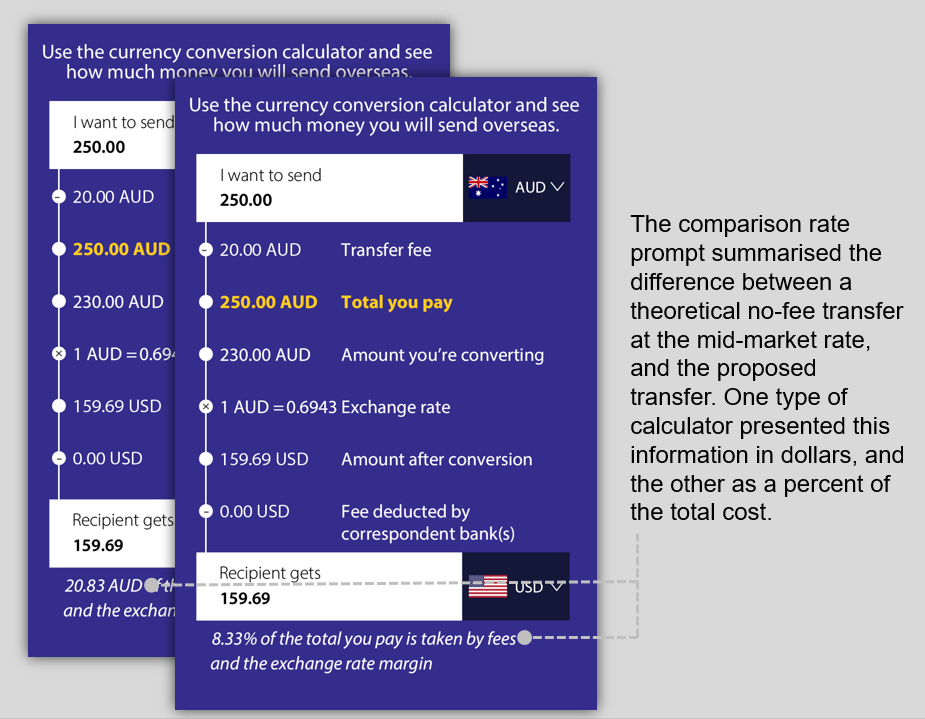 Use the currency conversion calculator and see
how much money you will send overseas.
I want to send
250.00
20.00 AUD
250.00 AUD
230.00 AUD
1 AUD = 0.694
159.69 USD
0.00 USD
Recipient gets
159.69
20.83 AUD of th
and the exchan
Use the currency conversion calculator and see
how much money you will send overseas.
I want to send
250.00
AUD
20.00 AUD Transfer fee
250.00 AUD Total you pay
230.00 AUD Amount you're converting
1 AUD = 0.6943 Exchange rate
159.69 USD Amount after conversion
0.00 USD Fee deducted by
correspondent bank(s)
Recipient gets
159.69
USD
8.33% of the total you pay is taken by fees
and the exchange rate margin
The comparison rate
prompt summarised the
difference between a
theoretical no-fee transfer
at the mid-market rate,
and the proposed
transfer. One type of
calculator presented this
information in dollars, and
the other as a percent of
the total cost.